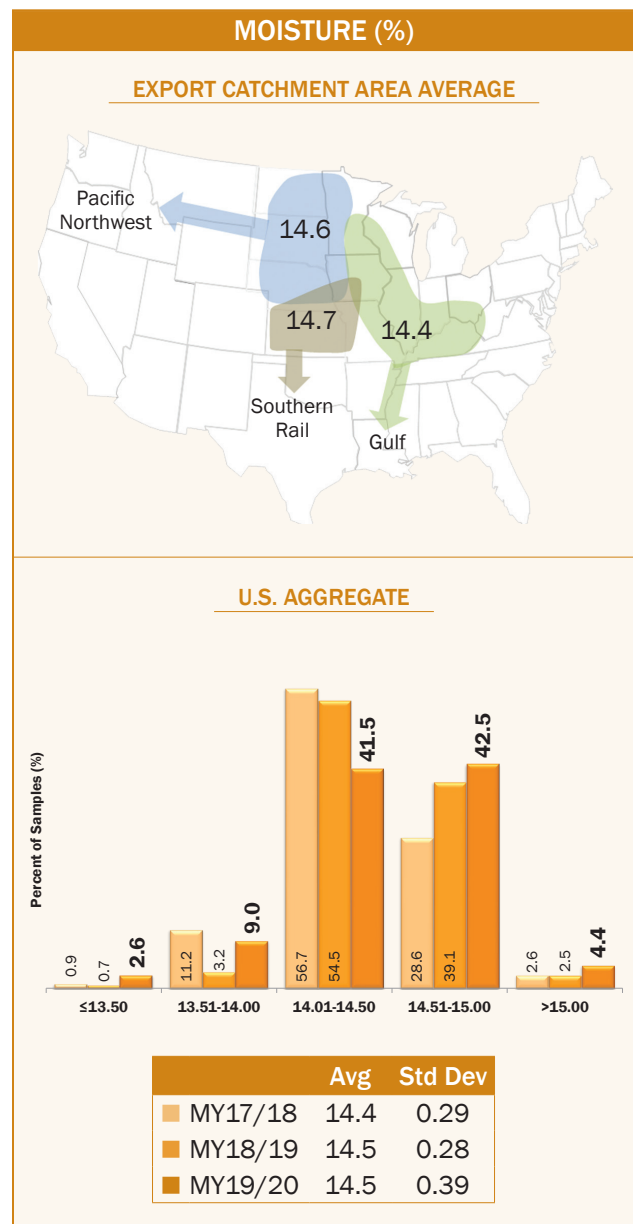 MOISTURE (%)
EXPORT CATCHMENT AREA AVERAGE
Pacific
Northwest
14.6
14.7
14.4
Southern
Rail
Gulf
U.S. AGGREGATE
Percent of Samples (%)
0.9
0.7
2.6
11.2
3.2
9.0
56.7
54.5
41.5
28.6
39.1
42.5
2.6
2.5
4.4
≤13.50 13.51-14.00 14.01-14.50 14.51-15.00 >15.00
Avg Std Dev
MY17/18 14.4 0.29
MY18/19 14.5 0.28
MY19/20 14.5 0.39